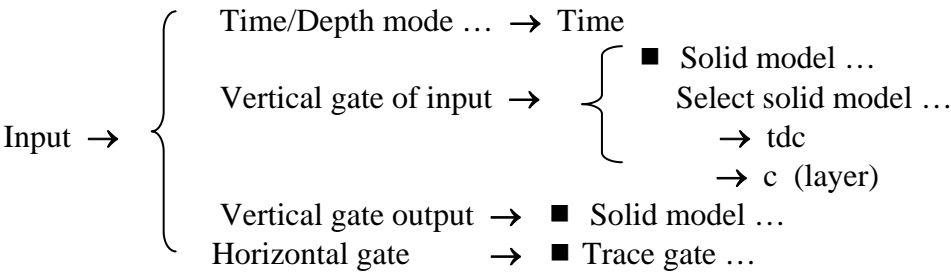 Time/Depth mode … → Time
■ Solid model …
Vertical gate of input → Select solid model …
Input → → tdc
→ c (layer)
Vertical gate output → ■ Solid model …
Horizontal gate → ■ Trace gate …